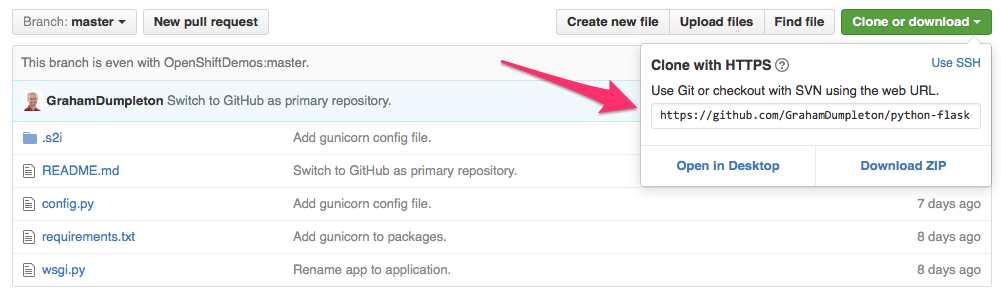 Branch: master
New pull request
Create new file
Upload files
Find file
Clone or download
This branch is even with OpenShiftDemos:master.
Clone with HTTPS ?
Use SSH
Use Git or checkout with SVN using the web URL.
https://github.com/GrahamDumpleton/python-flask
Open in Desktop
Download ZIP
GrahamDumpleton Switch to GitHub as primary repository.
.s2i
Add gunicorn config file.
README.md
Switch to GitHub as primary repository.
config.py
Add gunicorn config file.
7 days ago
requirements.txt
Add gunicorn to packages.
8 days ago
wsgi.py
Rename app to application.
8 days ago